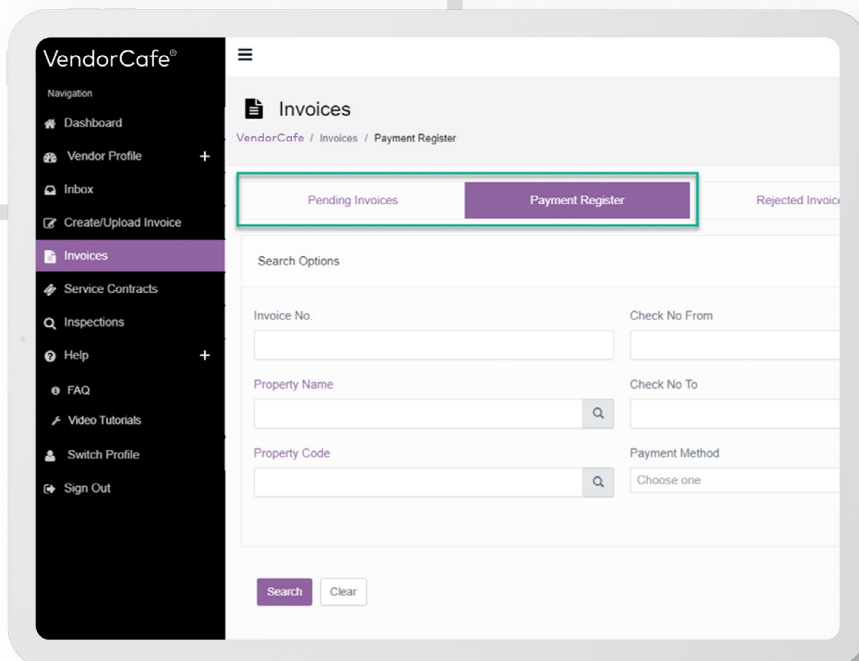 VendorCafe®
Navigation
Dashboard
Vendor Profile +
Inbox
Create/Upload Invoice
Invoices
Service Contracts
Inspections
Help +
FAQ
Video Tutorials
Switch Profile
Sign Out
Invoices
VendorCafe / Invoices / Payment Register
Pending Invoices Payment Register Rejected Invoice
Search Options
Invoice No. Check No From
Property Name Check No To
Property Code Payment Method
Choose one
Search Clear